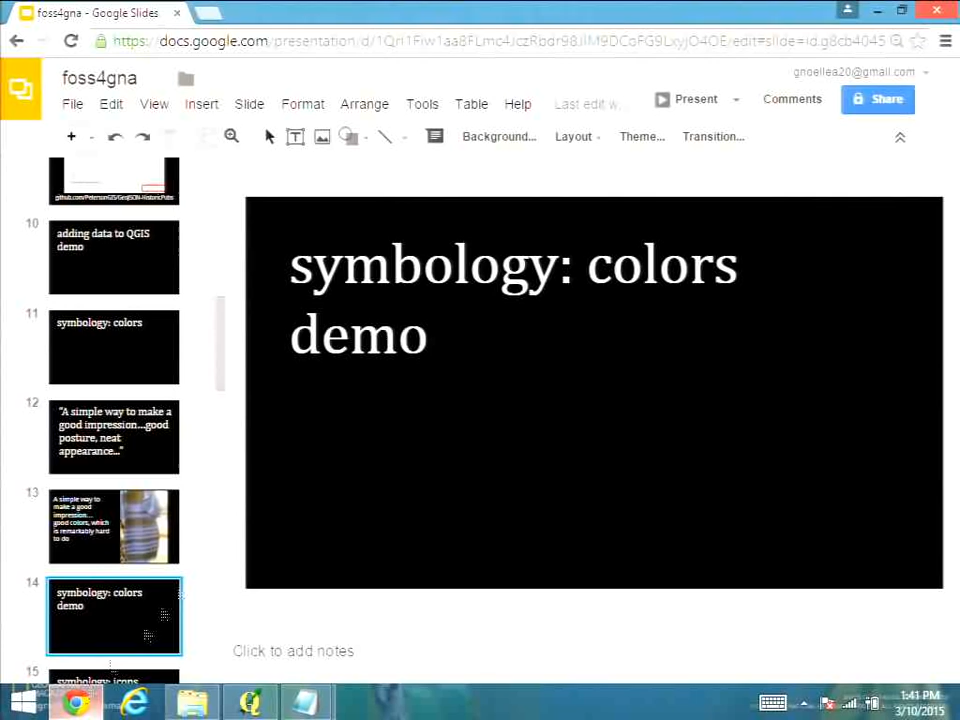 foss4gna - Google Slides
https://docs.google.com/presentation/d/
foss4gna
gnoellea20@gmail.com
File Edit View Insert Slide Format Arrange Tools Table Help Last edit w...
Present Comments Share
Background... Layout Theme... Transition...
10
adding data to QGIS
demo
11
symbology: colors
12
"A simple way to make a
good impression...good
posture, neat
appearance..."
13
A simple way to
make a good
impression...
good colors, which
is remarkably hard
to do
14
symbology: colors
demo
15
symbology: icons
symbology: colors
demo
Click to add notes
1:41 PM
3/10/2015